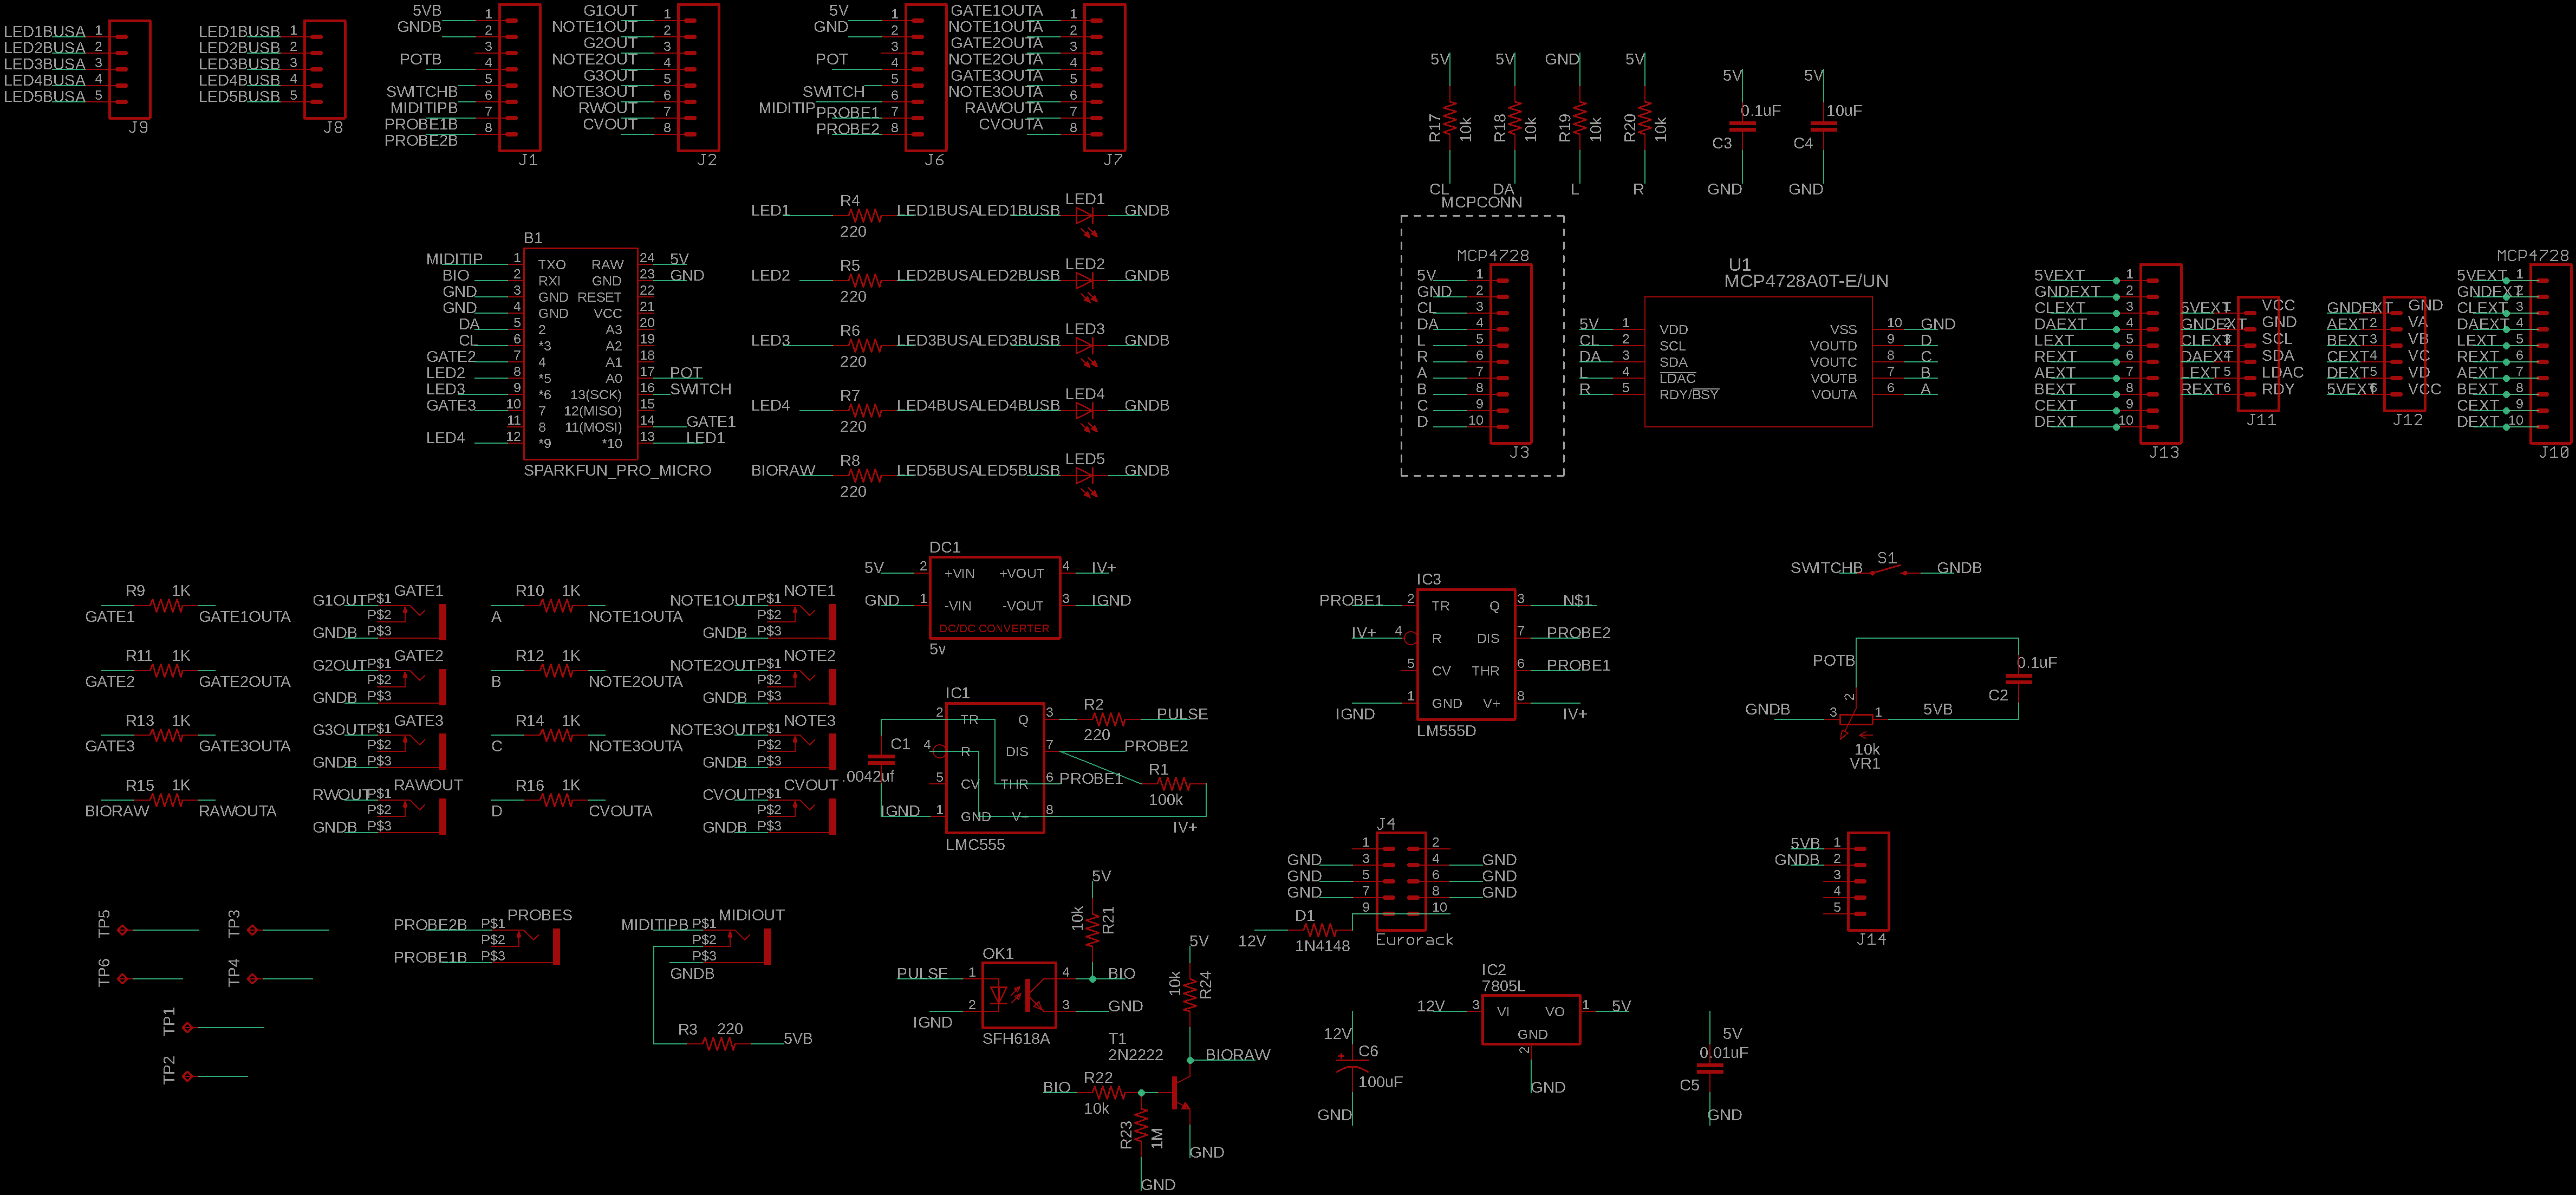 LED1BUSA 1
LED2BUSA 2
LED3BUSA 3
LED4BUSA 4
LED5BUSA 5
J9
LED1BUSB 1
LED2BUSB 2
LED3BUSB 3
LED4BUSB 4
LED5BUSB 5
J8
5VB 1
GNDB 2
3
POTB 4
5
SWITCHB 6
MIDITIPB 7
PROBE1B 8
PROBE2B
J1
G1OUT 1
NOTE1OUT 2
G2OUT 3
NOTE2OUT 4
G3OUT 5
NOTE3OUT 6
RWOUT 7
CVOUT 8
J2
5V 1
GND 2
3
POT 4
5
SWITCH 6
MIDITIP PROBE1 7
PROBE2 8
J6
GATE1OUTA 1
NOTE1OUTA 2
GATE2OUTA 3
NOTE2OUTA 4
GATE3OUTA 5
NOTE3OUTA 6
RAWOUTA 7
CVOUTA 8
J7
5V R17 10k CL
5V R18 10k DA
GND R19 10k L
5V R20 10k R
5V 0.1uF C3 GND
5V 10uF C4 GND
B1
MIDITIP 1 TXO RAW 24 5V
BIO 2 RXI GND 23 GND
GND 3 GND RESET 22
GND 4 GND VCC 21
DA 5 2 A3 20
CL 6 *3 A2 19
GATE2 7 4 A1 18
LED2 8 *5 A0 17 POT
LED3 9 *6 13(SCK) 16 SWITCH
GATE3 10 7 12(MISO) 15
11 8 11(MOSI) 14 GATE1
LED4 12 *9 *10 13 LED1
SPARKFUN_PRO_MICRO
LED1 R4 220 LED1BUSA LED1BUSB LED1 GNDB
LED2 R5 220 LED2BUSA LED2BUSB LED2 GNDB
LED3 R6 220 LED3BUSA LED3BUSB LED3 GNDB
LED4 R7 220 LED4BUSA LED4BUSB LED4 GNDB
BIORAW R8 220 LED5BUSA LED5BUSB LED5 GNDB
MCPCONN
MCP4728
5V 1
GND 2
CL 3
DA 4
L 5
R 6
A 7
B 8
C 9
D 10
J3
U1
MCP4728A0T-E/UN
5V 1 VDD VSS 10 GND
CL 2 SCL VOUTD 9 D
DA 3 SDA VOUTC 8 C
L 4 LDAC VOUTB 7 B
R 5 RDY/BSY VOUTA 6 A
5VEXT 1
GNDEXT 2
CLEXT 3
DAEXT 4
LEXT 5
REXT 6
AEXT 7
BEXT 8
CEXT 9
DEXT 10
J13
5VEXT 1 VCC
GNDEXT 2 GND
CLEXT 3 SCL
DAEXT 4 SDA
LEXT 5 LDAC
REXT 6 RDY
J11
GNDEXT 1 GND
AEXT 2 VA
BEXT 3 VB
CEXT 4 VC
DEXT 5 VD
5VEXT 6 VCC
J12
MCP4728
5VEXT 1
GNDEXT 2
CLEXT 3
DAEXT 4
LEXT 5
REXT 6
AEXT 7
BEXT 8
CEXT 9
DEXT 10
J10
R9 1K
GATE1 GATE1OUTA
R11 1K
GATE2 GATE2OUTA
R13 1K
GATE3 GATE3OUTA
R15 1K
BIORAW RAWOUTA
GATE1
G1OUT P$1
P$2
GNDB P$3
GATE2
G2OUT P$1
P$2
GNDB P$3
GATE3
G3OUT P$1
P$2
GNDB P$3
RAWOUT
RWOUT P$1
P$2
GNDB P$3
R10 1K
A NOTE1OUTA
R12 1K
B NOTE2OUTA
R14 1K
C NOTE3OUTA
R16 1K
D CVOUTA
NOTE1
NOTE1OUT P$1
P$2
GNDB P$3
NOTE2
NOTE2OUT P$1
P$2
GNDB P$3
NOTE3
NOTE3OUT P$1
P$2
GNDB P$3
CVOUT
CVOUT P$1
P$2
GNDB P$3
DC1
5V 2 +VIN +VOUT 4 IV+
GND 1 -VIN -VOUT 3 IGND
DC/DC CONVERTER
5v
IC1
2 TR Q 3 R2 220 PULSE
C1 .0042uf
4 R DIS 7 PROBE2
5 CV THR 6 PROBE1 R1 100k
IGND 1 GND V+ 8
IV+
LMC555
IC3
PROBE1 2 TR Q 3 N$1
IV+ 4 R DIS 7 PROBE2
5 CV THR 6 PROBE1
IGND 1 GND V+ 8 IV+
LM555D
SWITCHB S1 GNDB
POTB 0.1uF C2
2
GNDB 3 1 5VB
10k
VR1
J4
1 2
GND 3 4 GND
GND 5 6 GND
GND 7 8 GND
9 10
Eurorack
D1
12V 1N4148
5VB 1
GNDB 2
3
4
5
J14
TP5
TP3
TP6
TP4
TP1
TP2
PROBES
PROBE2B P$1
P$2
PROBE1B P$3
MIDIOUT
MIDITIPB P$1
P$2
P$3
GNDB
R3 220 5VB
5V
10k R21
OK1
PULSE 1 4 BIO
2 3 GND
IGND
SFH618A
5V
10k R24
T1
2N2222
BIORAW
BIO R22
10k
R23 1M
GND
GND
12V
C6
100uF
GND
IC2
7805L
12V 3 VI VO 1 5V
GND
2
GND
5V
0.01uF
C5
GND